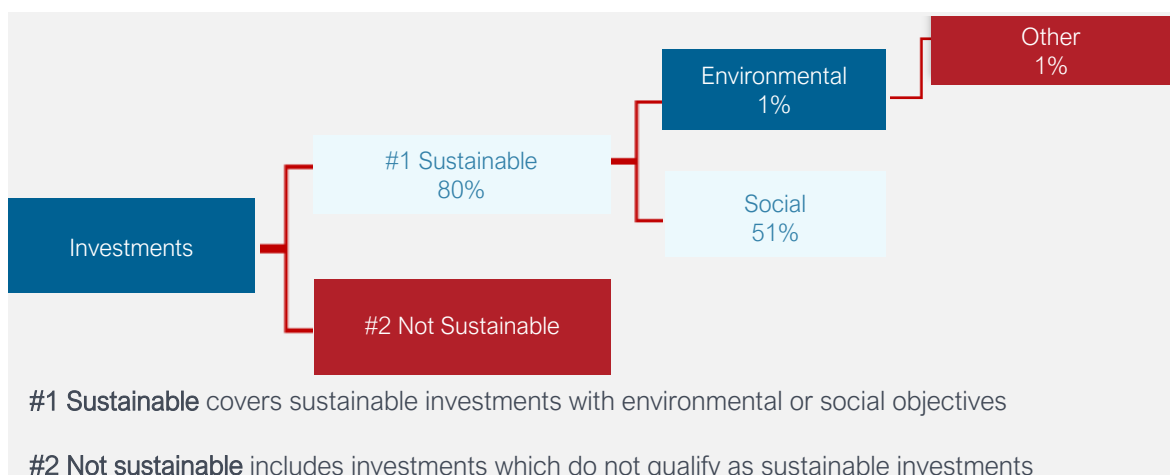 Other
1%
Environmental
1%
#1 Sustainable
80%
Social
51%
Investments
#2 Not Sustainable
#1 Sustainable covers sustainable investments with environmental or social objectives
#2 Not sustainable includes investments which do not qualify as sustainable investments